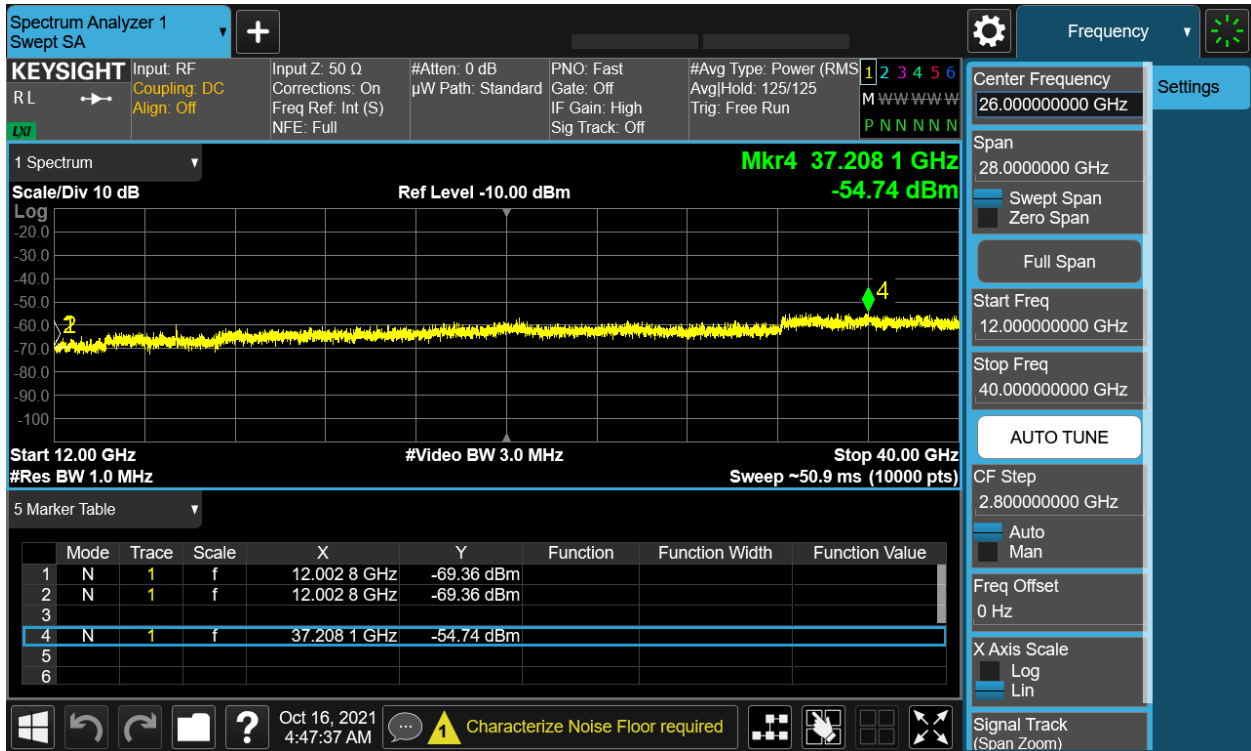 Spectrum Analyzer 1
Swept SA
+
Frequency
KEYSIGHT
R L
LXI
Input: RF
Coupling: DC
Align: Off
Input Z: 50 Ω
Corrections: On
Freq Ref: Int (S)
NFE: Full
#Atten: 0 dB
µW Path: Standard
PNO: Fast
Gate: Off
IF Gain: High
Sig Track: Off
#Avg Type: Power (RMS
Avg|Hold: 125/125
Trig: Free Run
1 2 3 4 5 6
M W W W W W
P N N N N N
1 Spectrum
Mkr4 37.208 1 GHz
Scale/Div 10 dB
Ref Level -10.00 dBm
-54.74 dBm
Log
-20.0
-30.0
-40.0
-50.0
-60.0
-70.0
-80.0
-90.0
-100
2
4
Start 12.00 GHz
#Video BW 3.0 MHz
Stop 40.00 GHz
#Res BW 1.0 MHz
Sweep ~50.9 ms (10000 pts)
5 Marker Table
Mode Trace Scale X Y Function Function Width Function Value
1 N 1 f 12.002 8 GHz -69.36 dBm
2 N 1 f 12.002 8 GHz -69.36 dBm
3
4 N 1 f 37.208 1 GHz -54.74 dBm
5
6
?
Oct 16, 2021
4:47:37 AM
1
Characterize Noise Floor required
Center Frequency
26.000000000 GHz
Settings
Span
28.0000000 GHz
Swept Span
Zero Span
Full Span
Start Freq
12.000000000 GHz
Stop Freq
40.000000000 GHz
AUTO TUNE
CF Step
2.800000000 GHz
Auto
Man
Freq Offset
0 Hz
X Axis Scale
Log
Lin
Signal Track
(Span Zoom)